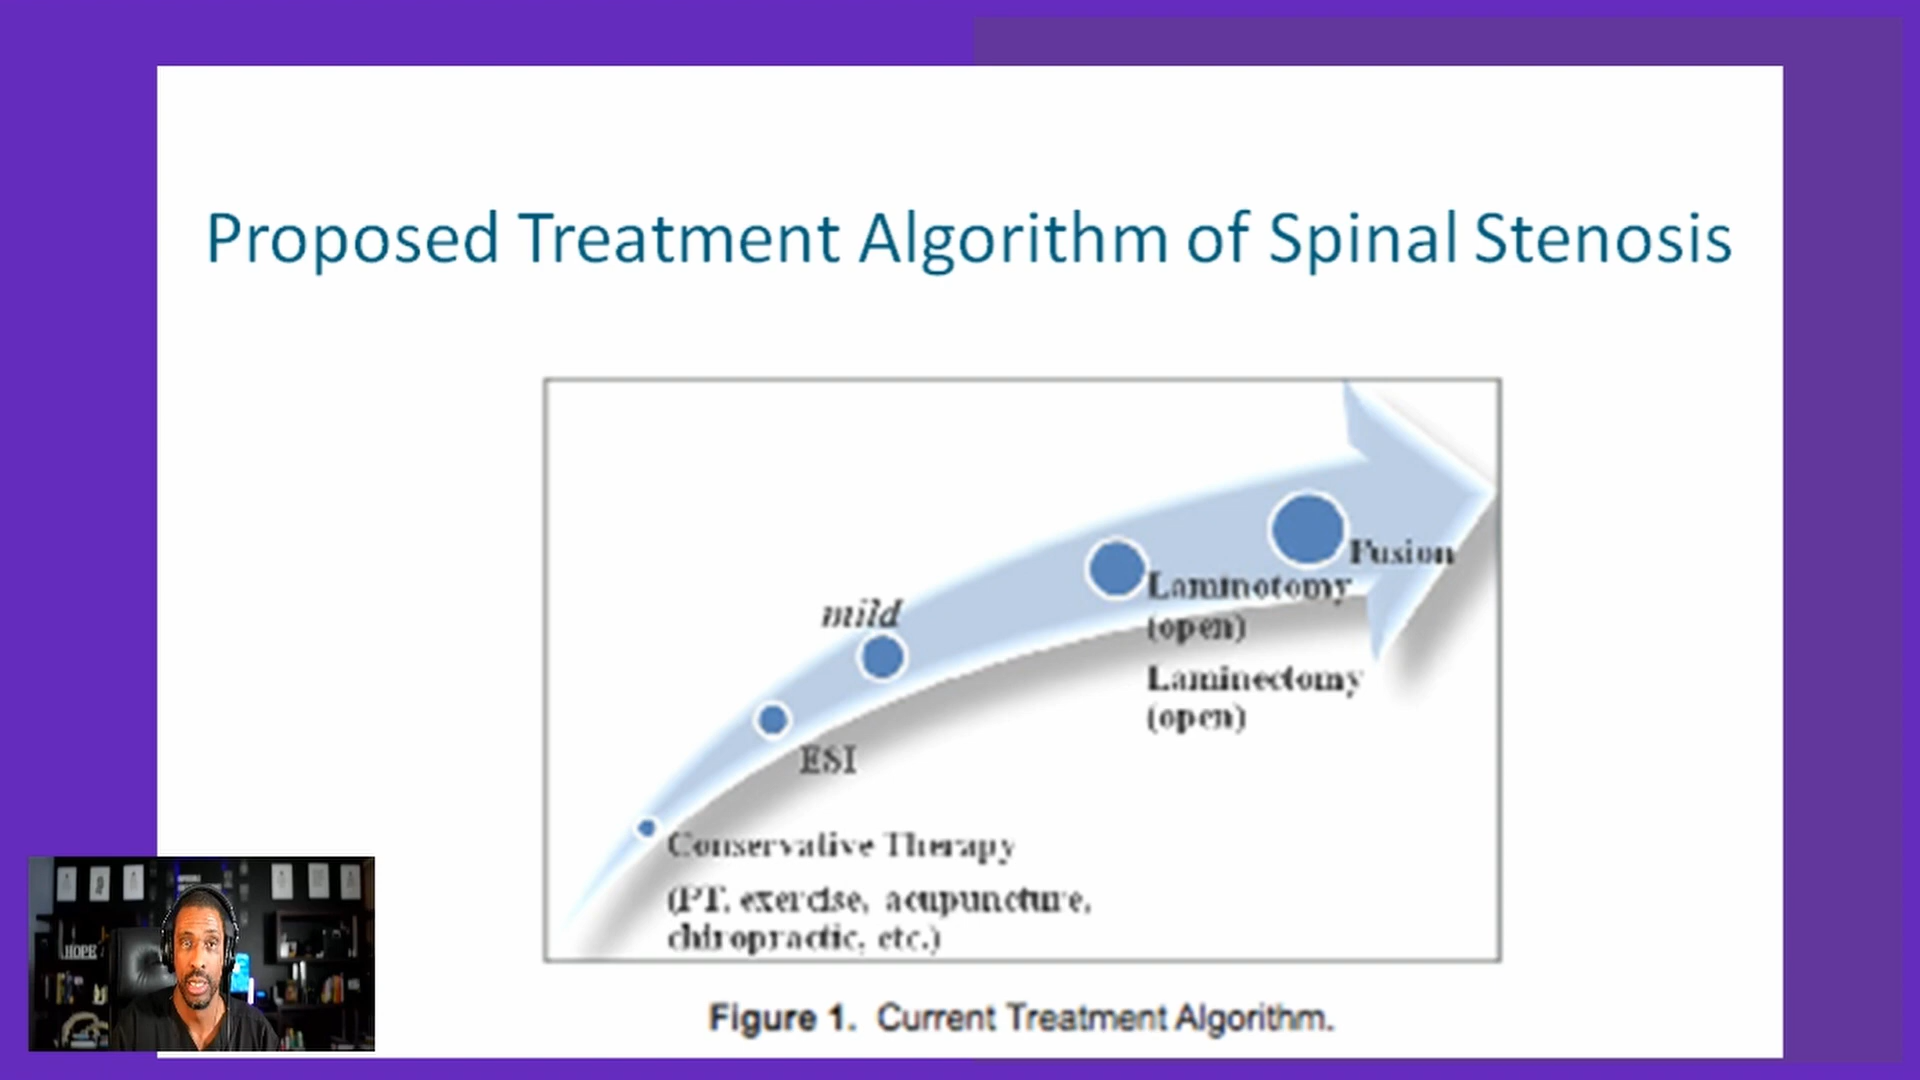 Proposed Treatment Algorithm of Spinal Stenosis
Fusion
Laminotomy
(open)
mild
Laminectomy
(open)
ESI
Conservative Therapy
(PT, exercise, acupuncture,
chiropractic, etc.)
HOPE
Figure 1. Current Treatment Algorithm.